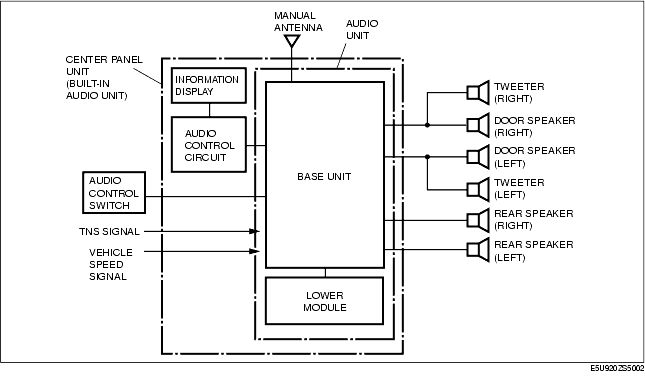 MANUAL
ANTENNA
AUDIO
UNIT
CENTER PANEL
UNIT
(BUILT-IN
AUDIO UNIT)
INFORMATION
DISPLAY
AUDIO
CONTROL
CIRCUIT
BASE UNIT
AUDIO
CONTROL
SWITCH
TNS SIGNAL
VEHICLE
SPEED
SIGNAL
LOWER
MODULE
TWEETER
(RIGHT)
DOOR SPEAKER
(RIGHT)
DOOR SPEAKER
(LEFT)
TWEETER
(LEFT)
REAR SPEAKER
(RIGHT)
REAR SPEAKER
(LEFT)
E5U920ZS5002